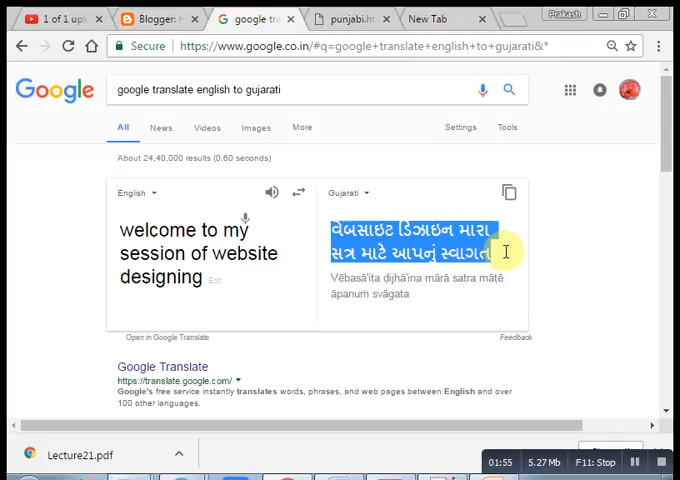 1 of 1 upl
Blogger: H
google tra
punjabi.ht
New Tab
Prakash
Secure
https://www.google.co.in/#q=google+translate+english+to+gujarati&*
Google
google translate english to gujarati
All
News
Videos
Images
More
Settings
Tools
About 24,40,000 results (0.60 seconds)
English
Gujarati
welcome to my
session of website
designing
Edit
વેબસાઇટ ડિઝાઇન મારા
સત્ર માટે આપનું સ્વાગત
Vēbasā'iṭa ḍijhā'ina mārā satra māṭē
āpanuṁ svāgata
Open in Google Translate
Feedback
Google Translate
https://translate.google.com/
Google's free service instantly translates words, phrases, and web pages between English and over
100 other languages.
Lecture21.pdf
01:55
5.27 Mb
F11: Stop